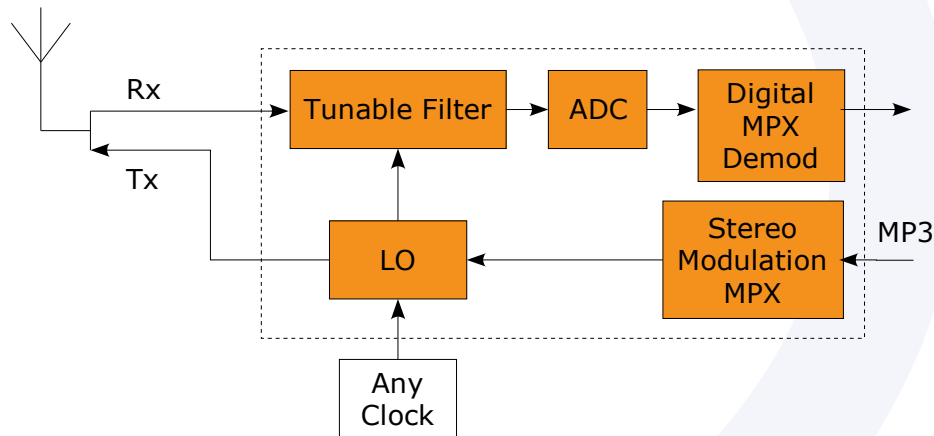 Rx
Tunable Filter
ADC
Digital
MPX
Demod
Tx
LO
Stereo
Modulation
MPX
MP3
Any
Clock